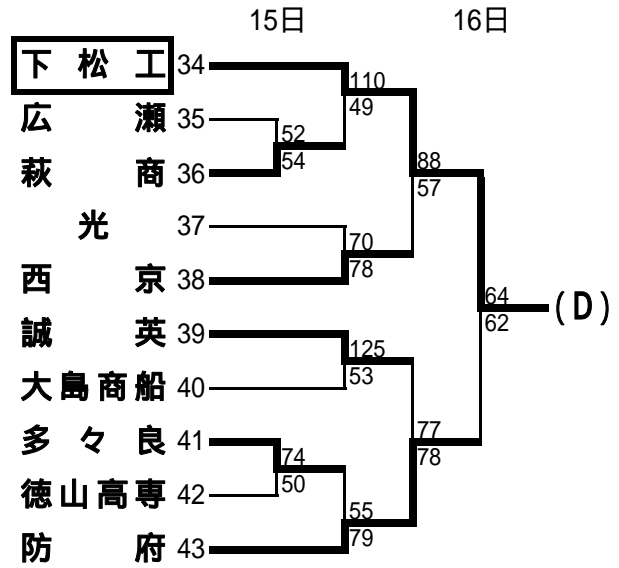 15日 16日
下松工 34
110
49
広瀬 35
52
54
萩商 36
88
57
光 37
70
78
西京 38
64
62
(D)
誠英 39
125
53
大島商船 40
77
78
多々良 41
74
50
徳山高専 42
55
79
防府 43